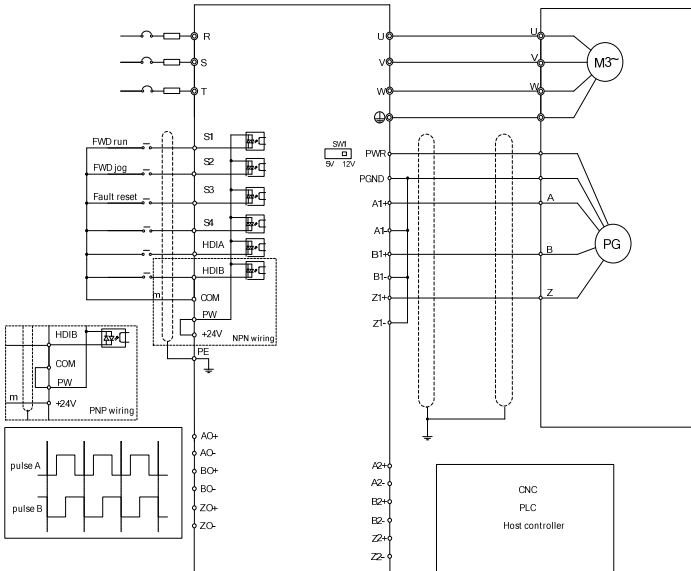 R
S
T
FWD run
S1
FWD jog
S2
Fault reset
S3
S4
HDIA
HDIB
m
COM
PW
+24V
NPN wiring
PE
HDIB
COM
PW
m
+24V
PNP wiring
pulse A
pulse B
AO+
AO-
BO+
BO-
ZO+
ZO-
U
V
W
SW1
9V 12V
PWR
PGND
A1+
A1-
B1+
B1-
Z1+
Z1-
U
V
W
M3~
A
B
Z
PG
A2+
A2-
B2+
B2-
Z2+
Z2-
CNC
PLC
Host controller